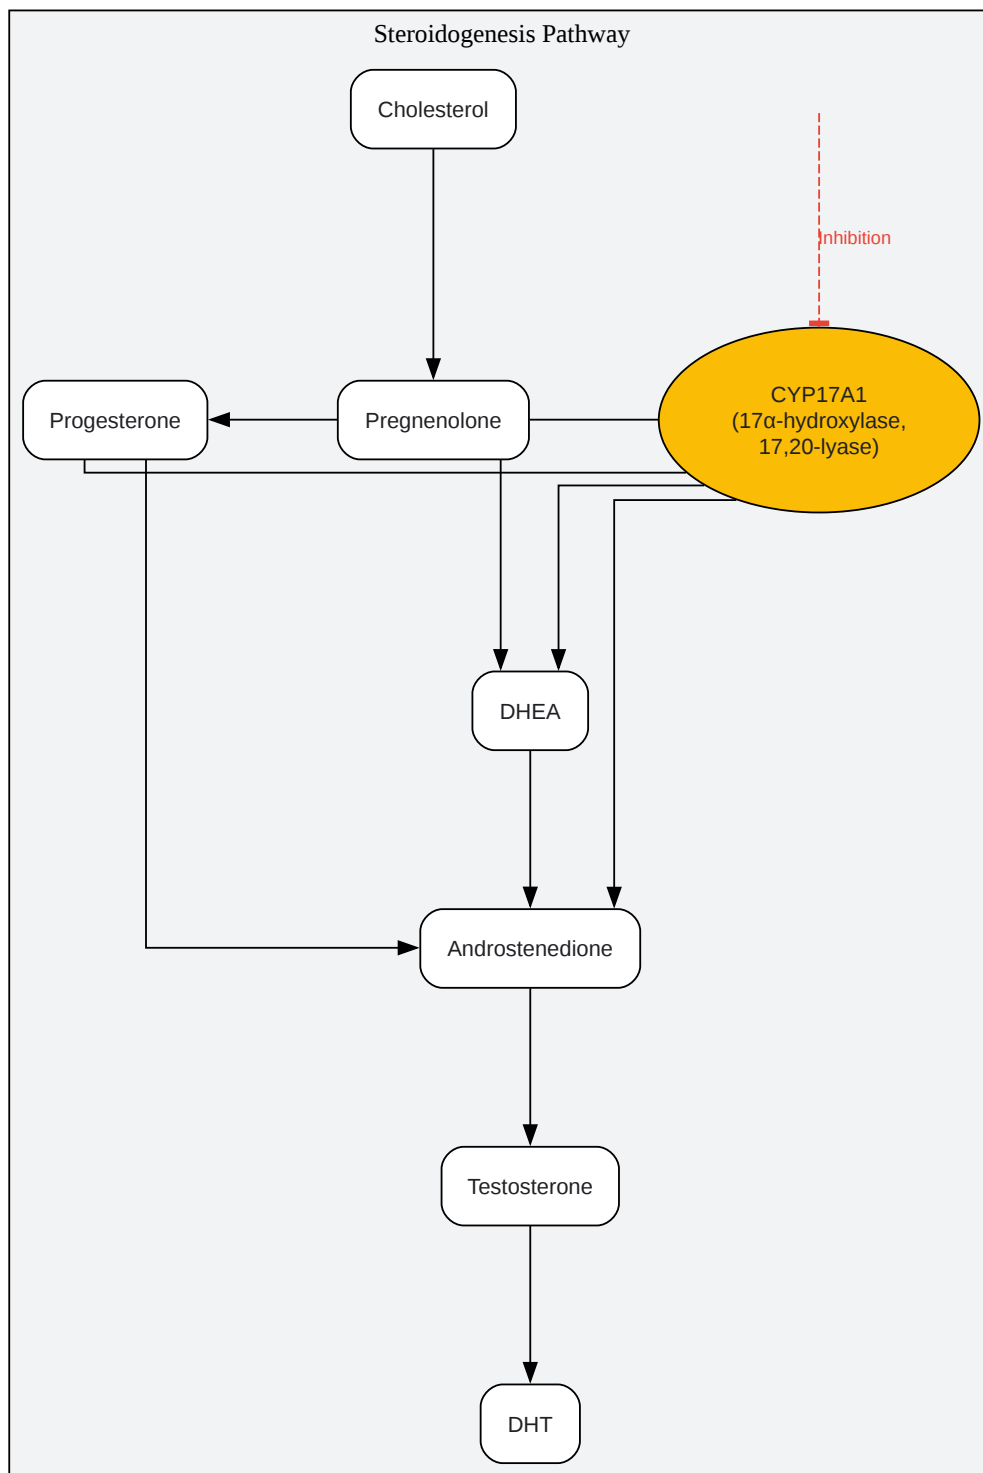 Steroidogenesis Pathway
Cholesterol
Inhibition
Progesterone
Pregnenolone
CYP17A1
(17α-hydroxylase,
17,20-lyase)
DHEA
Androstenedione
Testosterone
DHT